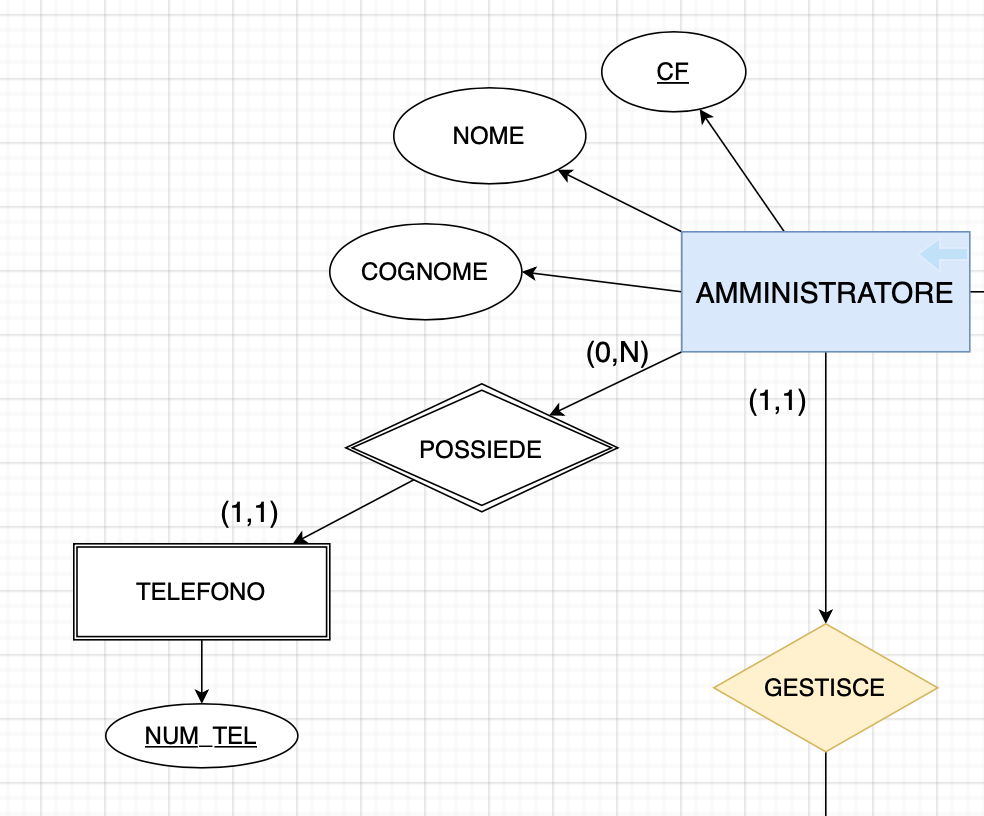 CF
NOME
COGNOME
AMMINISTRATORE
(0,N)
(1,1)
POSSIEDE
(1,1)
TELEFONO
GESTISCE
NUM_TEL